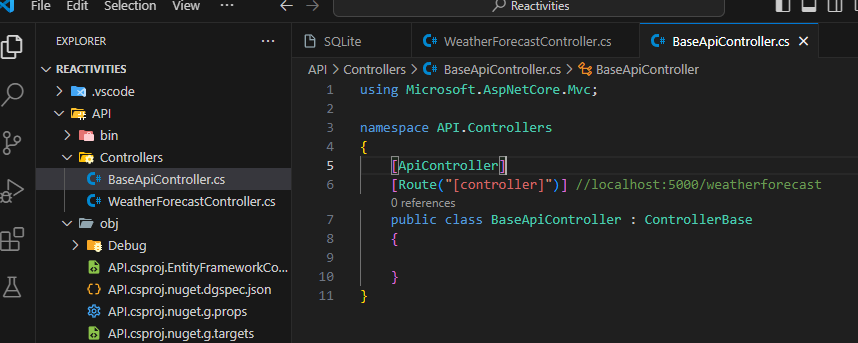 File Edit Selection View ... Reactivities
EXPLORER ...
REACTIVITIES
.vscode
API
bin
Controllers
BaseApiController.cs
WeatherForecastController.cs
obj
Debug
API.csproj.EntityFrameworkCo...
API.csproj.nuget.dgspec.json
API.csproj.nuget.g.props
API.csproj.nuget.g.targets
SQLite WeatherForecastController.cs BaseApiController.cs
API > Controllers > BaseApiController.cs > BaseApiController
1 using Microsoft.AspNetCore.Mvc;
2
3 namespace API.Controllers
4 {
5 [ApiController]
6 [Route("[controller]")] //localhost:5000/weatherforecast
0 references
7 public class BaseApiController : ControllerBase
8 {
9
10 }
11 }